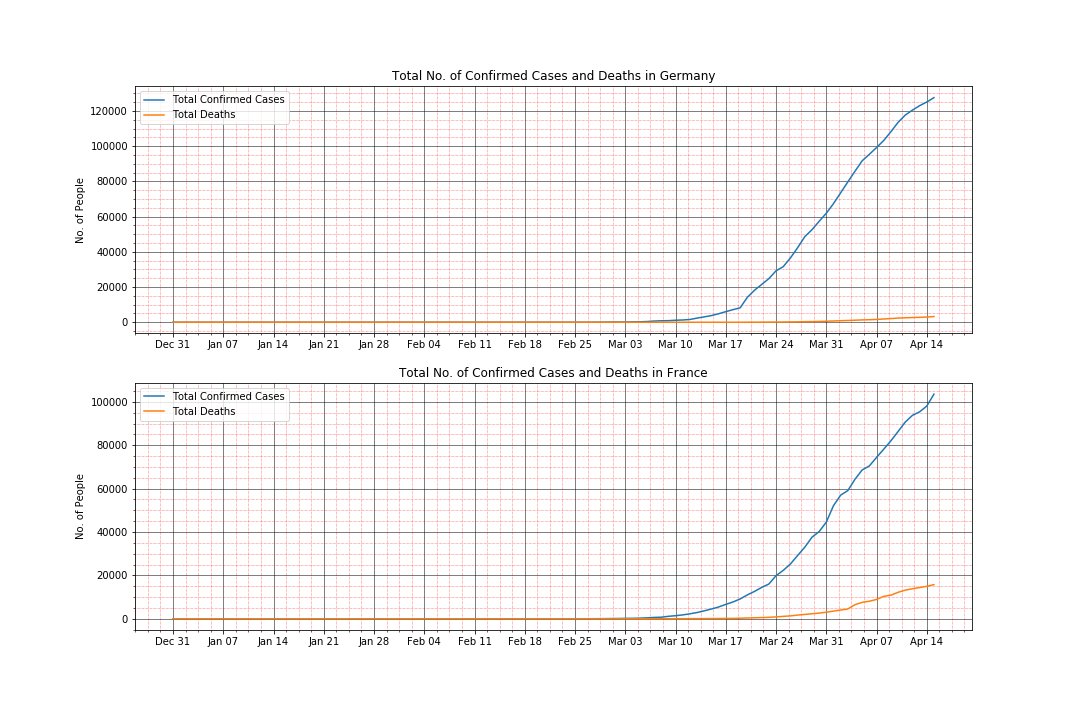 Total No. of Confirmed Cases and Deaths in Germany
Total Confirmed Cases
Total Deaths
No. of People
120000
100000
80000
60000
40000
20000
0
Dec 31 Jan 07 Jan 14 Jan 21 Jan 28 Feb 04 Feb 11 Feb 18 Feb 25 Mar 03 Mar 10 Mar 17 Mar 24 Mar 31 Apr 07 Apr 14
Total No. of Confirmed Cases and Deaths in France
Total Confirmed Cases
Total Deaths
No. of People
100000
80000
60000
40000
20000
0
Dec 31 Jan 07 Jan 14 Jan 21 Jan 28 Feb 04 Feb 11 Feb 18 Feb 25 Mar 03 Mar 10 Mar 17 Mar 24 Mar 31 Apr 07 Apr 14